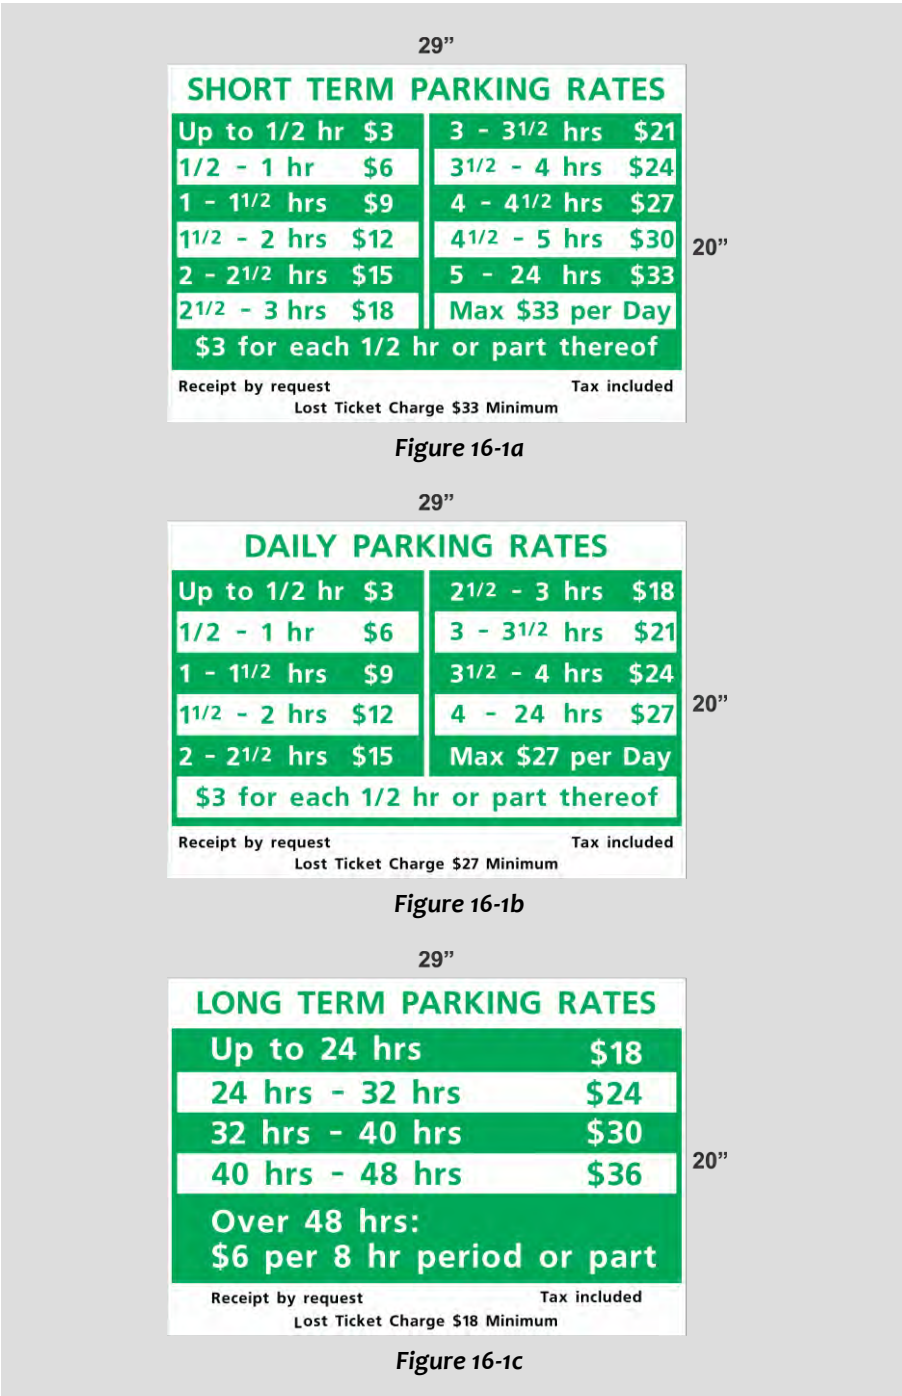 29”
SHORT TERM PARKING RATES
Up to 1/2 hr $3
1/2 - 1 hr $6
1 - 11/2 hrs $9
11/2 - 2 hrs $12
2 - 21/2 hrs $15
21/2 - 3 hrs $18
3 - 31/2 hrs $21
31/2 - 4 hrs $24
4 - 41/2 hrs $27
41/2 - 5 hrs $30
5 - 24 hrs $33
Max $33 per Day
20”
$3 for each 1/2 hr or part thereof
Receipt by request Tax included
Lost Ticket Charge $33 Minimum
Figure 16-1a
29”
DAILY PARKING RATES
Up to 1/2 hr $3
1/2 - 1 hr $6
1 - 11/2 hrs $9
11/2 - 2 hrs $12
2 - 21/2 hrs $15
21/2 - 3 hrs $18
3 - 31/2 hrs $21
31/2 - 4 hrs $24
4 - 24 hrs $27
Max $27 per Day
20”
$3 for each 1/2 hr or part thereof
Receipt by request Tax included
Lost Ticket Charge $27 Minimum
Figure 16-1b
29”
LONG TERM PARKING RATES
Up to 24 hrs $18
24 hrs - 32 hrs $24
32 hrs - 40 hrs $30
40 hrs - 48 hrs $36
20”
Over 48 hrs:
$6 per 8 hr period or part
Receipt by request Tax included
Lost Ticket Charge $18 Minimum
Figure 16-1c